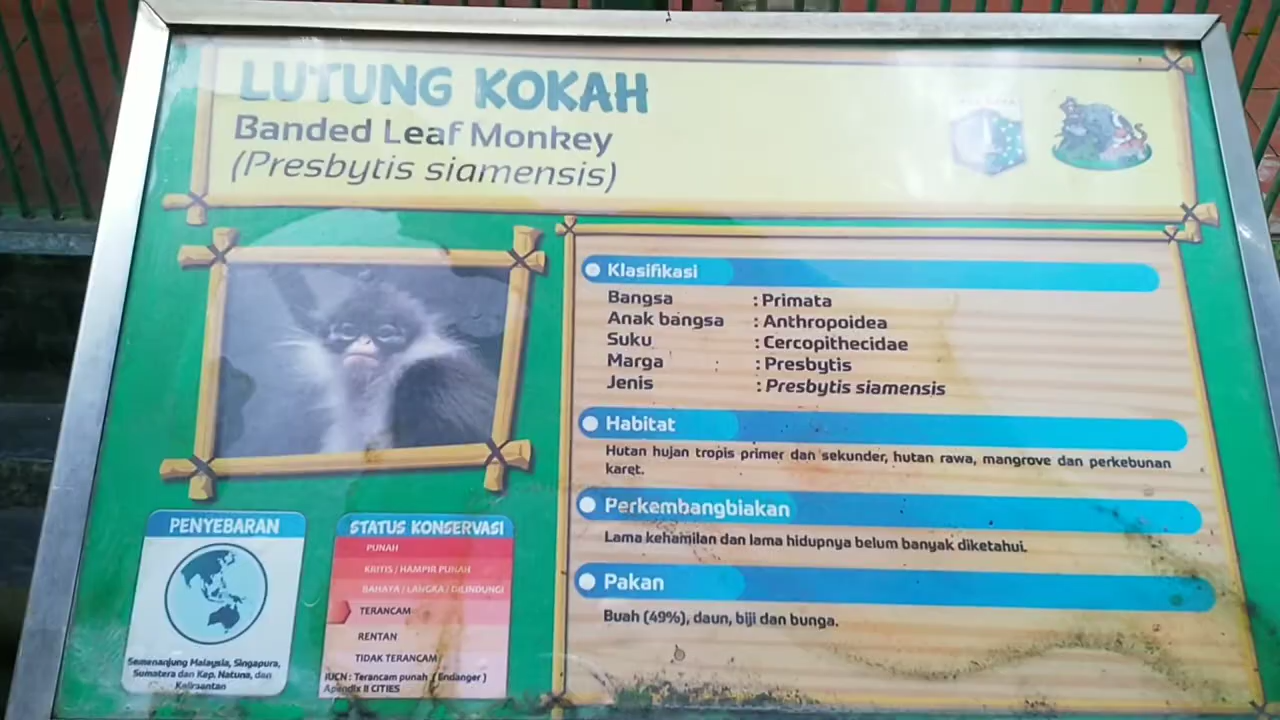 LUTUNG KOKAH
Banded Leaf Monkey
(Presbytis siamensis)
Klasifikasi
Bangsa : Primata
Anak bangsa : Anthropoidea
Suku : Cercopithecidae
Marga : : Presbytis
Jenis : Presbytis siamensis
Habitat
Hutan hujan tropis primer dan sekunder, hutan rawa, mangrove dan perkebunan
karet.
Perkembangbiakan
Lama kehamilan dan lama hidupnya belum banyak diketahui.
Pakan
Buah (49%), daun, biji dan bunga.
PENYEBARAN
Semenanjung Malaysia, Singapura,
Sumatera dan Kep. Natuna, dan
Kalimantan
STATUS KONSERVASI
PUNAH
KRITIS / HAMPIR PUNAH
BAHAYA / LANGKA / DILINDUNGI
TERANCAM
RENTAN
TIDAK TERANCAM
IUCN : Terancam punah ( Endanger )
Apendix II CITIES